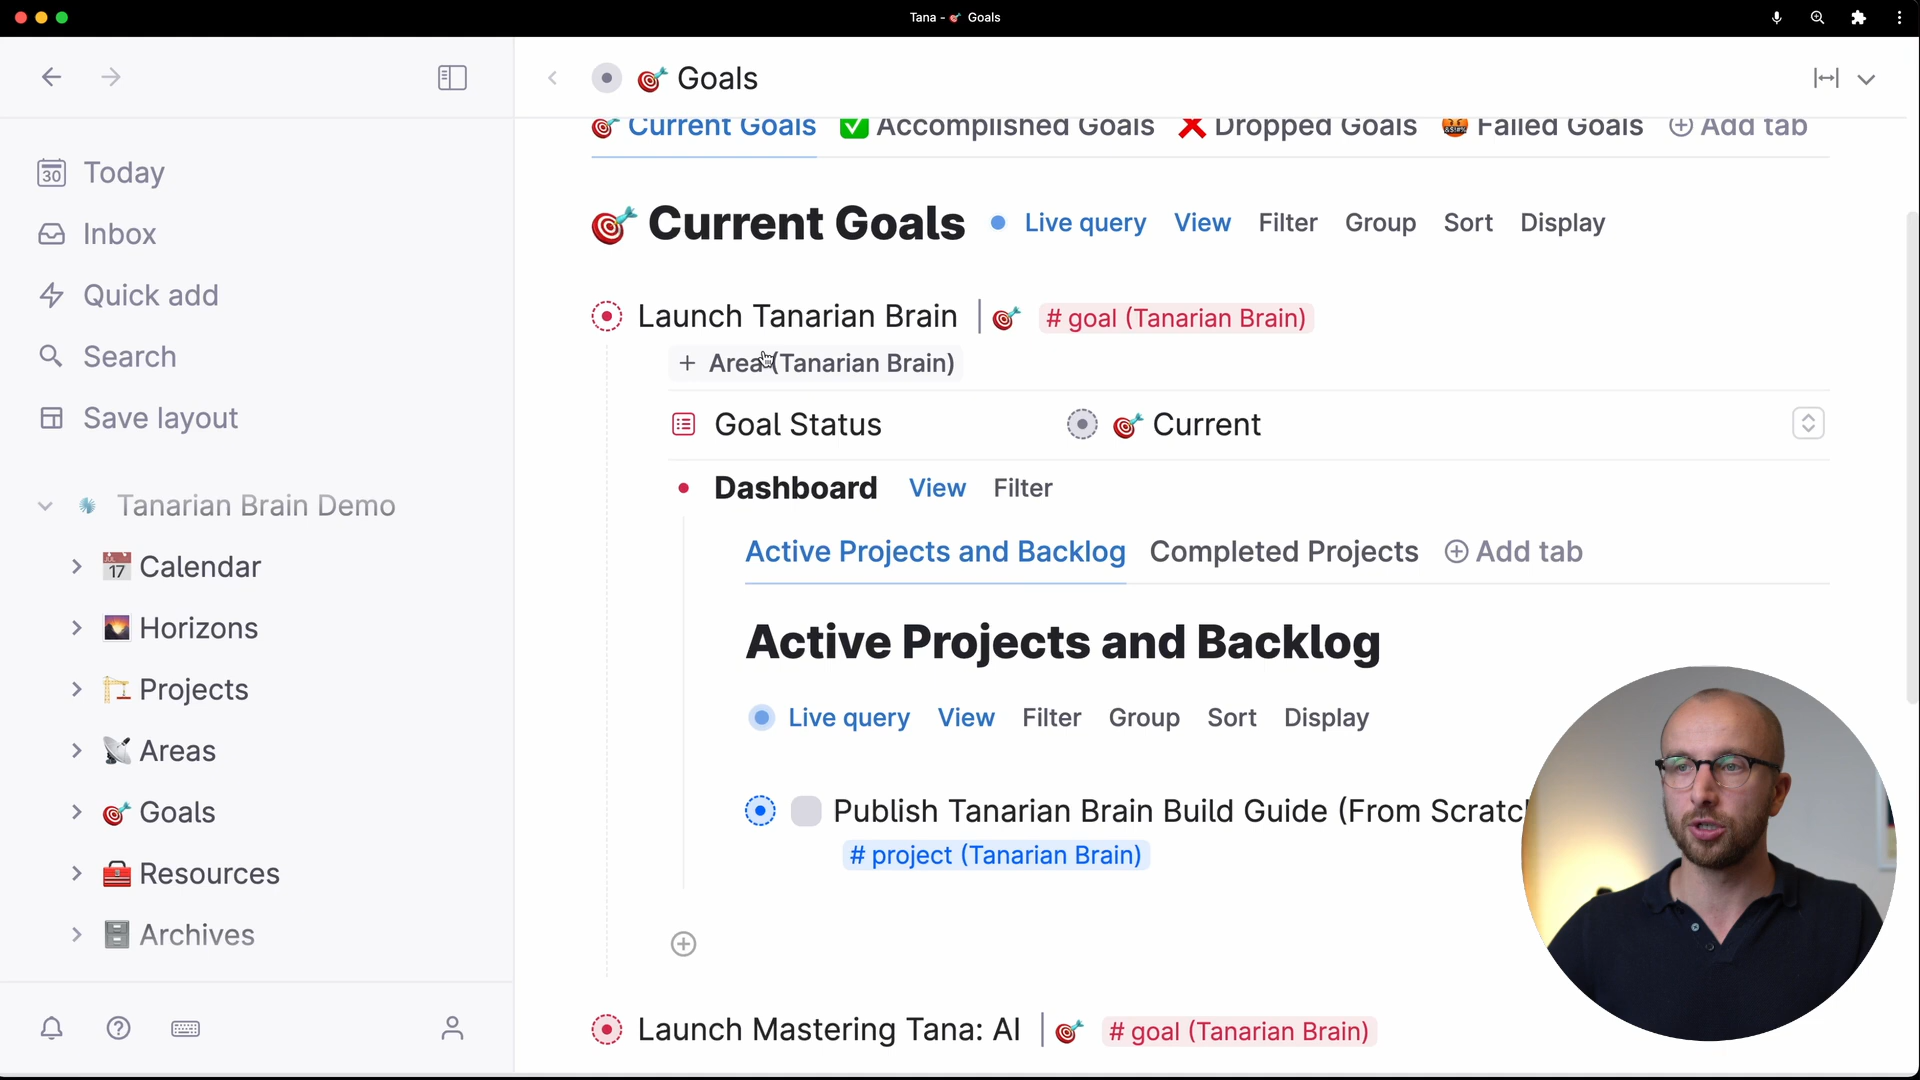 Tana - 🎯 Goals
🎯 Goals
Today
Inbox
Quick add
Search
Save layout
Tanarian Brain Demo
Calendar
Horizons
Projects
Areas
Goals
Resources
Archives
Current Goals Accomplished Goals Dropped Goals Failed Goals Add tab
Current Goals Live query View Filter Group Sort Display
Launch Tanarian Brain | 🎯 # goal (Tanarian Brain)
+ Area (Tanarian Brain)
Goal Status 🎯 Current
Dashboard View Filter
Active Projects and Backlog Completed Projects Add tab
Active Projects and Backlog
Live query View Filter Group Sort Display
Publish Tanarian Brain Build Guide (From Scratc
# project (Tanarian Brain)
Launch Mastering Tana: AI | 🎯 # goal (Tanarian Brain)